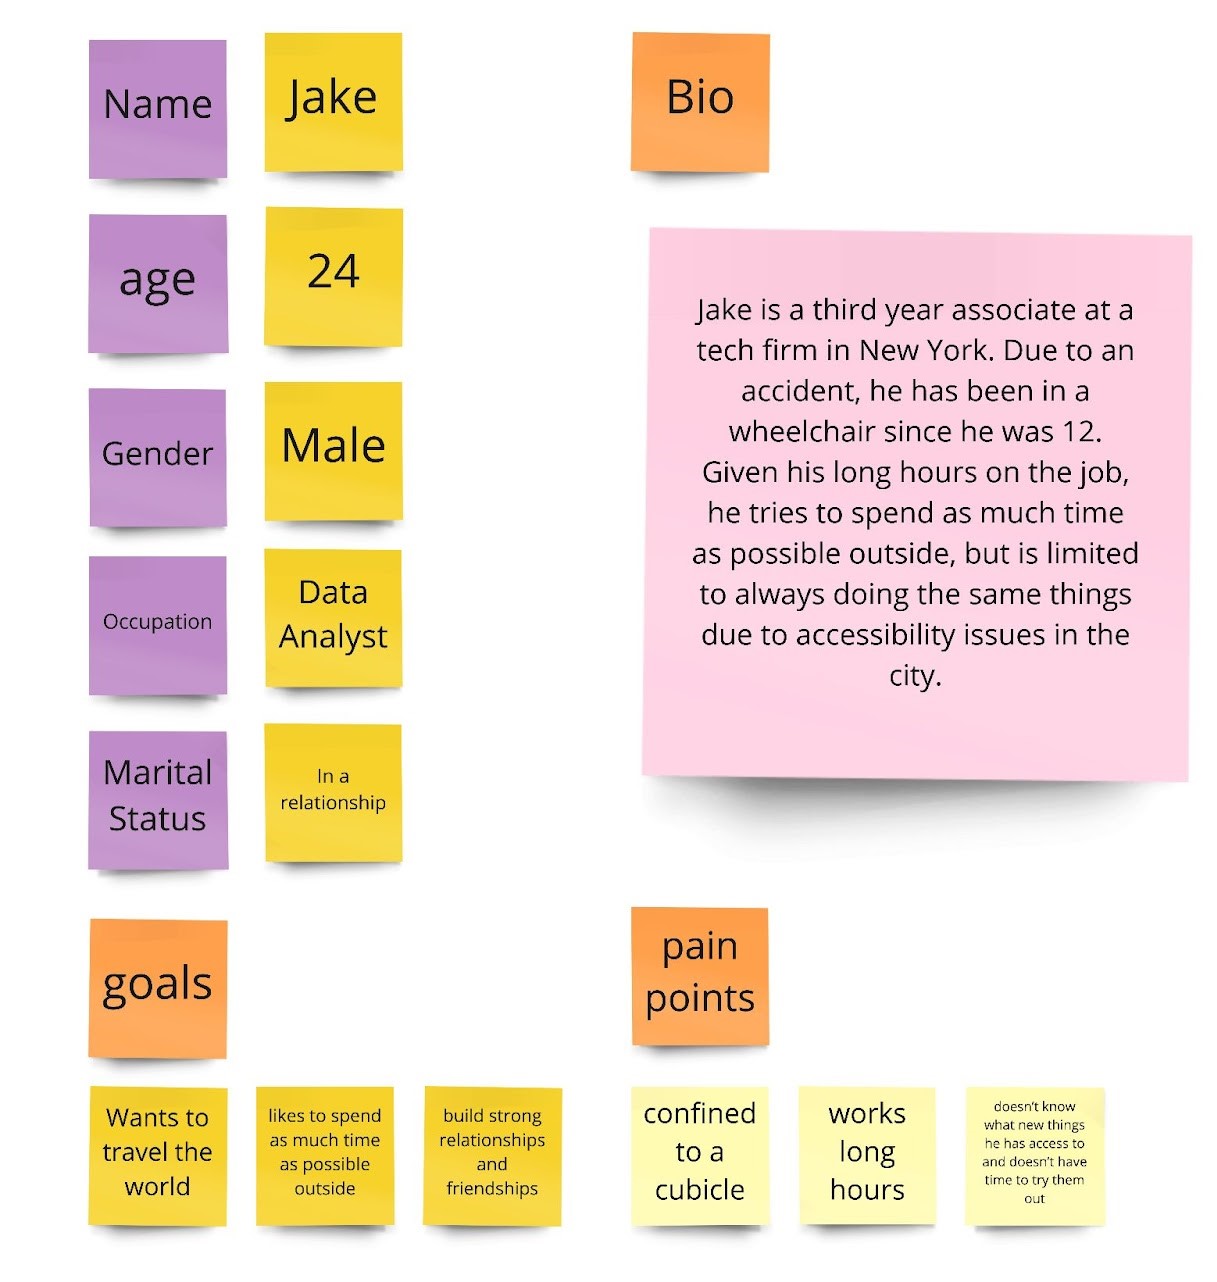 Name
Jake
age
24
Gender
Male
Occupation
Data
Analyst
Marital
Status
In a
relationship
Bio
Jake is a third year associate at a
tech firm in New York. Due to an
accident, he has been in a
wheelchair since he was 12.
Given his long hours on the job,
he tries to spend as much time
as possible outside, but is limited
to always doing the same things
due to accessibility issues in the
city.
goals
Wants to
travel the
world
likes to spend
as much time
as possible
outside
build strong
relationships
and
friendships
pain
points
confined
to a
cubicle
works
long
hours
doesn't know
what new things
he has access to
and doesn't have
time to try them
out